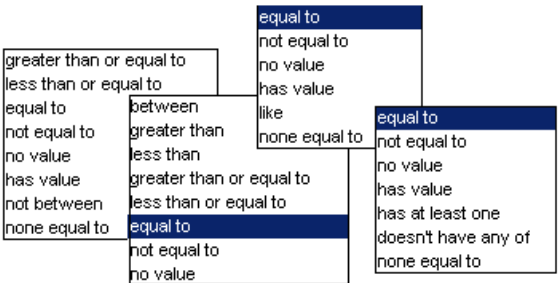 greater than or equal to
less than or equal to
equal to
not equal to
no value
has value
not between
none equal to
between
greater than
less than
greater than or equal to
less than or equal to
equal to
not equal to
no value
equal to
not equal to
no value
has value
like
none equal to
equal to
not equal to
no value
has value
has at least one
doesn't have any of
none equal to